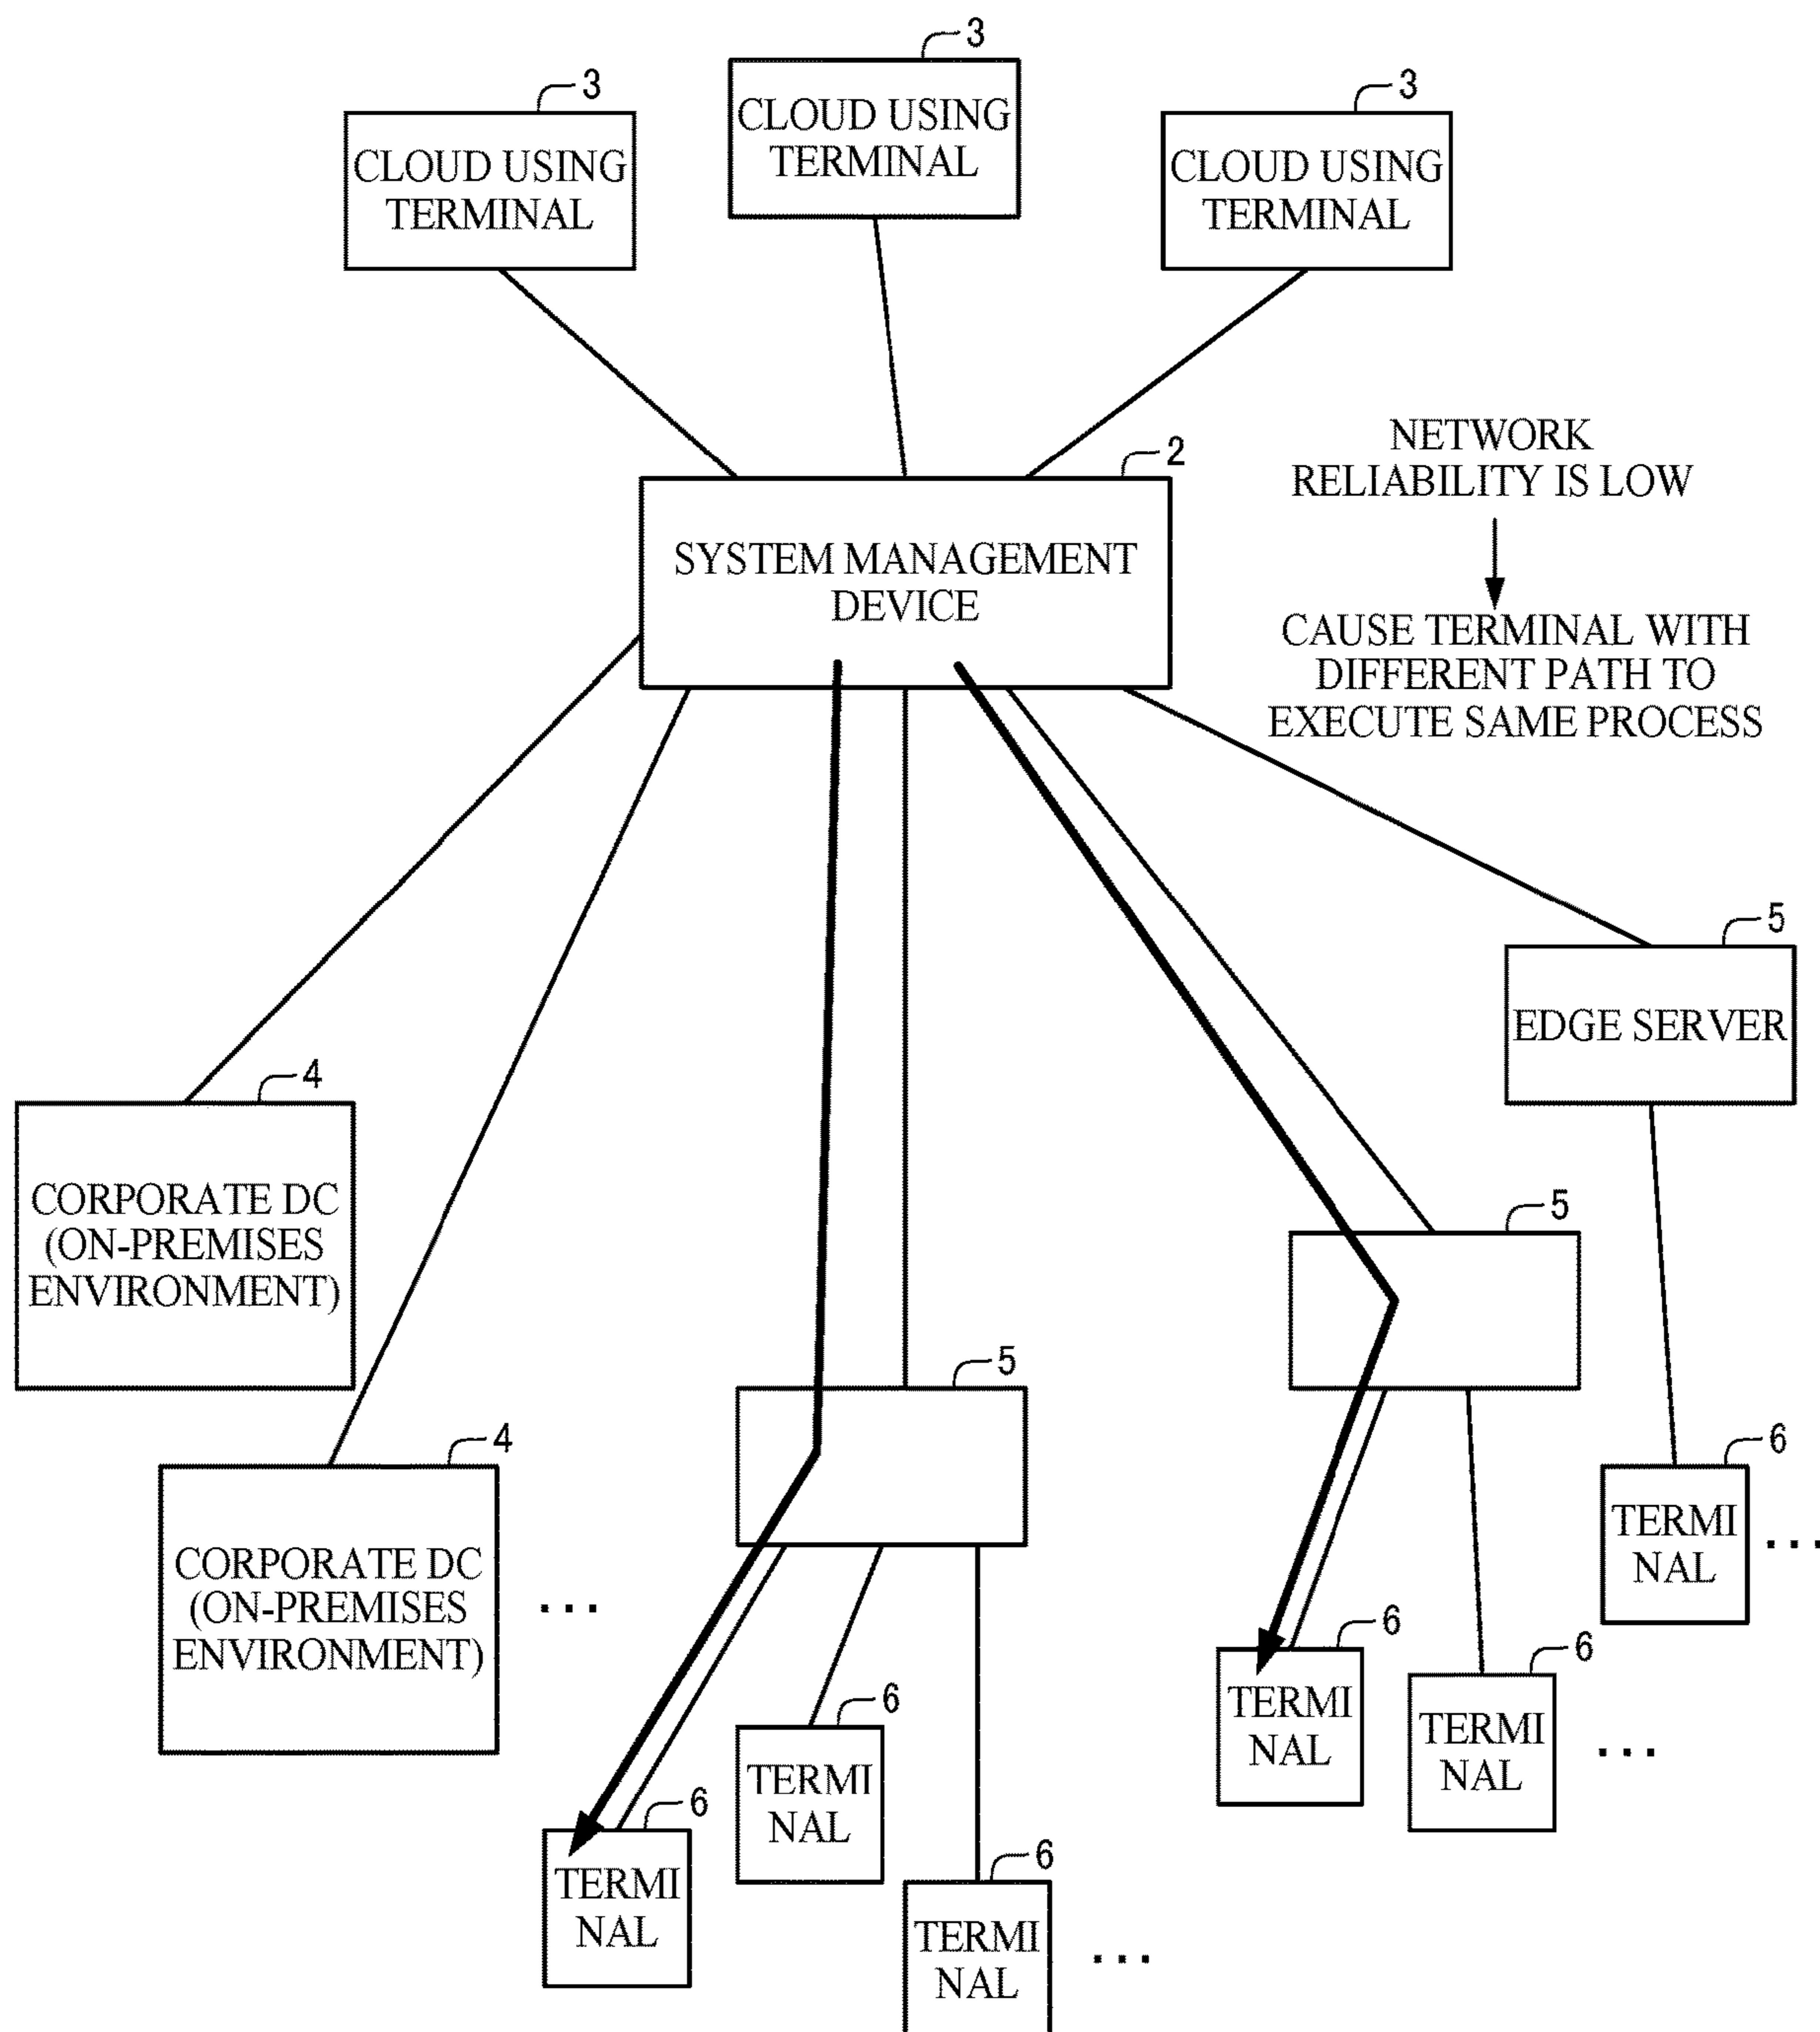 3
CLOUD USING
TERMINAL
3
CLOUD USING
TERMINAL
3
CLOUD USING
TERMINAL
2
SYSTEM MANAGEMENT
DEVICE
NETWORK
RELIABILITY IS LOW
CAUSE TERMINAL WITH
DIFFERENT PATH TO
EXECUTE SAME PROCESS
5
EDGE SERVER
4
CORPORATE DC
(ON-PREMISES
ENVIRONMENT)
5
5
4
CORPORATE DC
(ON-PREMISES
ENVIRONMENT)
...
6
TERMI
NAL
...
6
TERMI
NAL
6
TERMI
NAL
...
6
TERMI
NAL
6
TERMI
NAL
6
TERMI
NAL
...